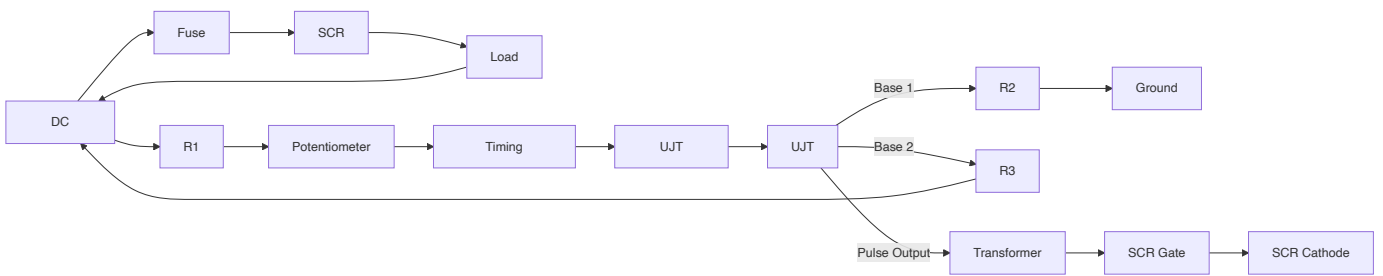 Fuse
SCR
Load
DC
R1
Potentiometer
Timing
UJT
UJT
Base 1
R2
Ground
Base 2
R3
Pulse Output
Transformer
SCR Gate
SCR Cathode